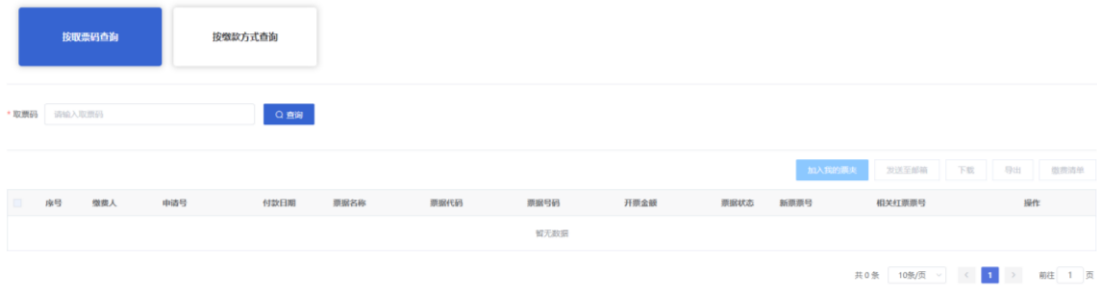 按取票码查询 按缴款方式查询
* 取票码 请输入取票码 查询
加入我的票夹 发送至邮箱 下载 导出 缴费清单
序号 缴费人 申请号 付款日期 票据名称 票据代码 票据号码 开票金额 票据状态 新票票号 相关红票票号 操作
暂无数据
共 0 条 10条/页 < 1 > 前往 1 页